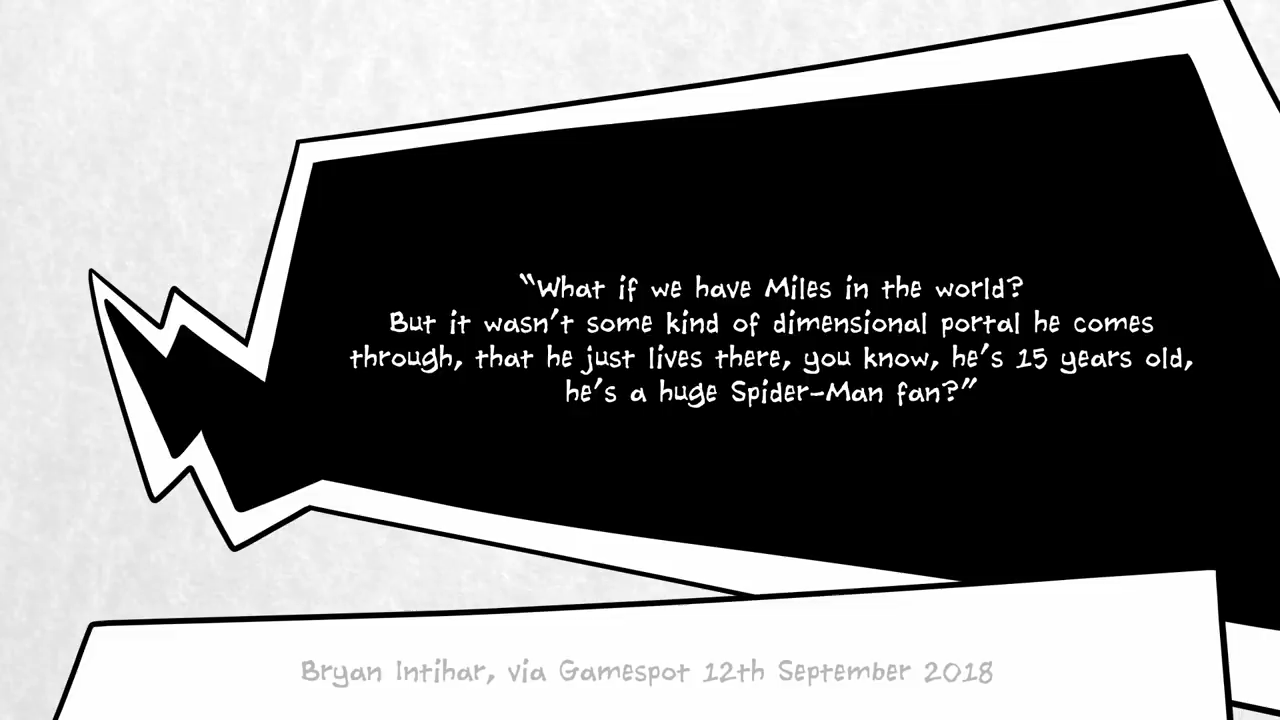 “What if we have Miles in the world?
But it wasn't some kind of dimensional portal he comes
through, that he just lives there, you know, he's 15 years old,
he's a huge Spider-Man fan?”
Bryan Intihar, via Gamespot 12th September 2018